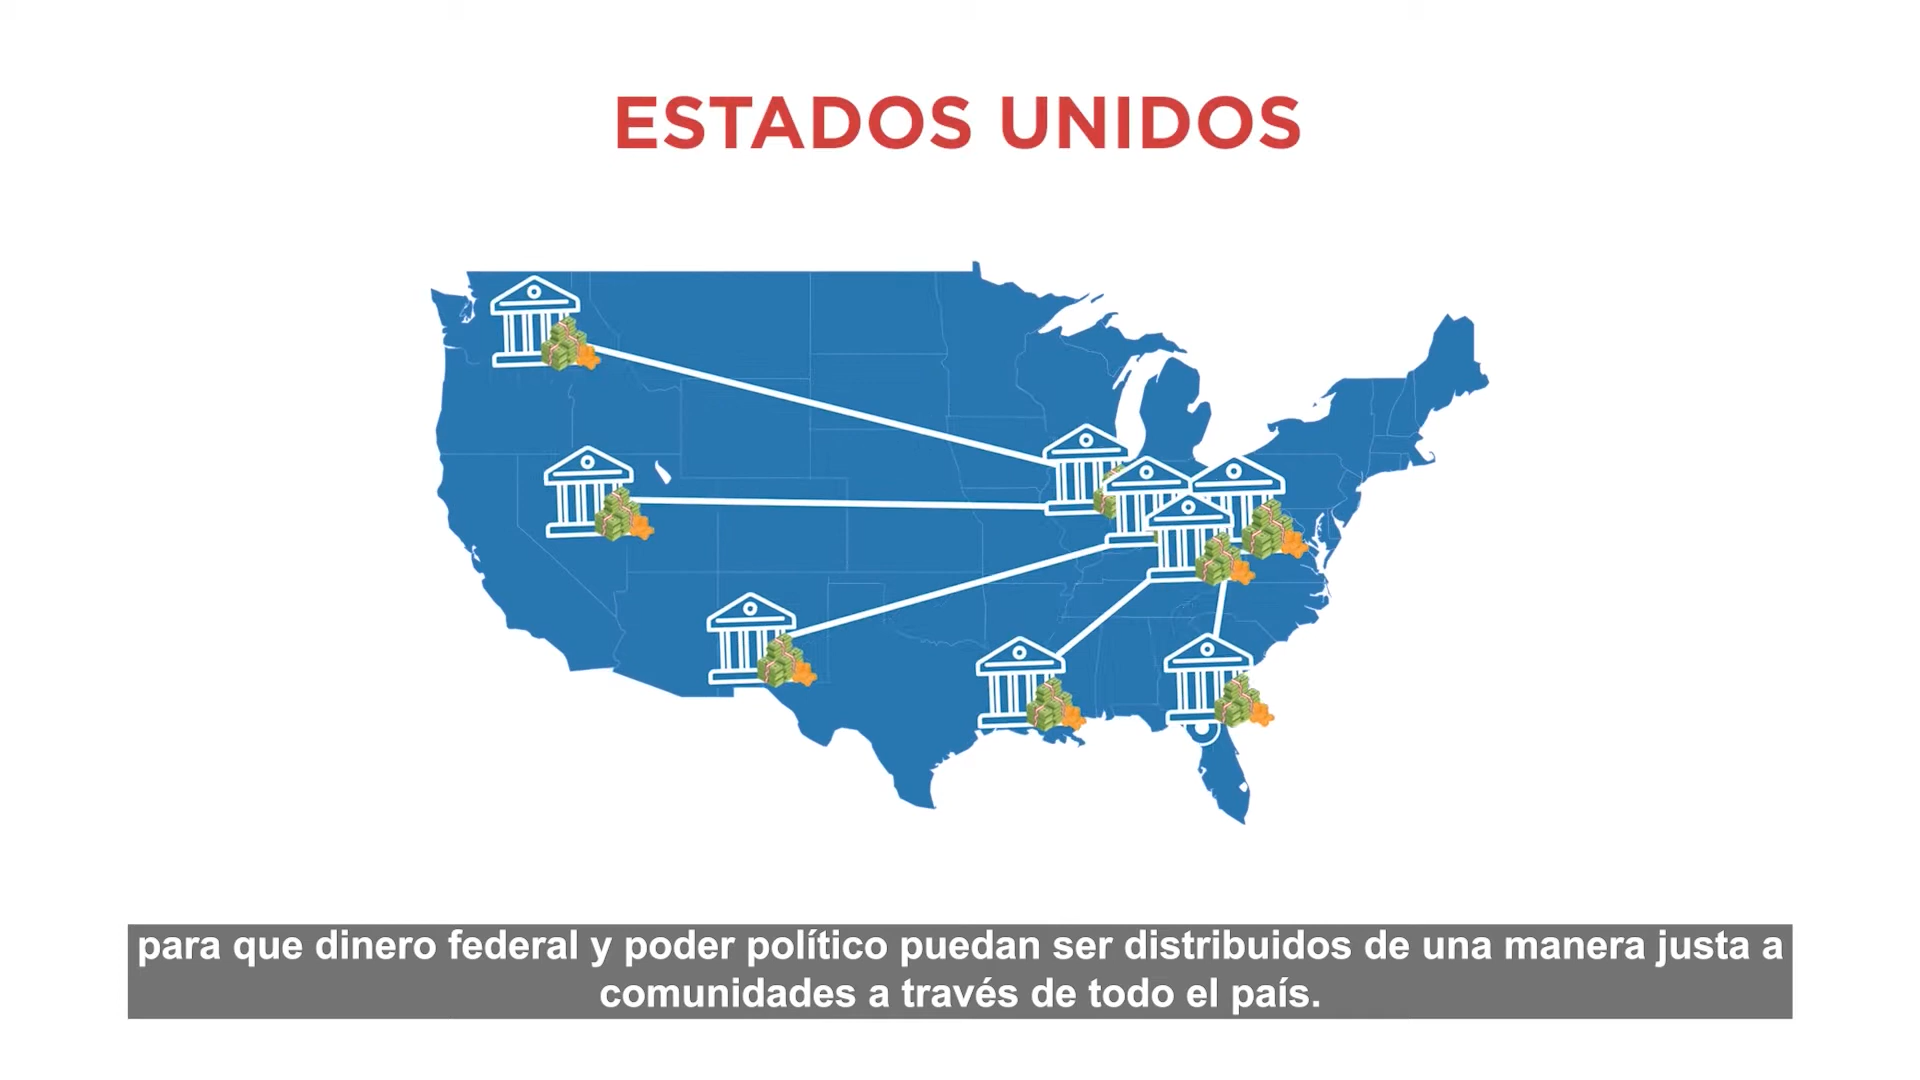 ESTADOS UNIDOS
para que dinero federal y poder político puedan ser distribuidos de una manera justa a
comunidades a través de todo el país.